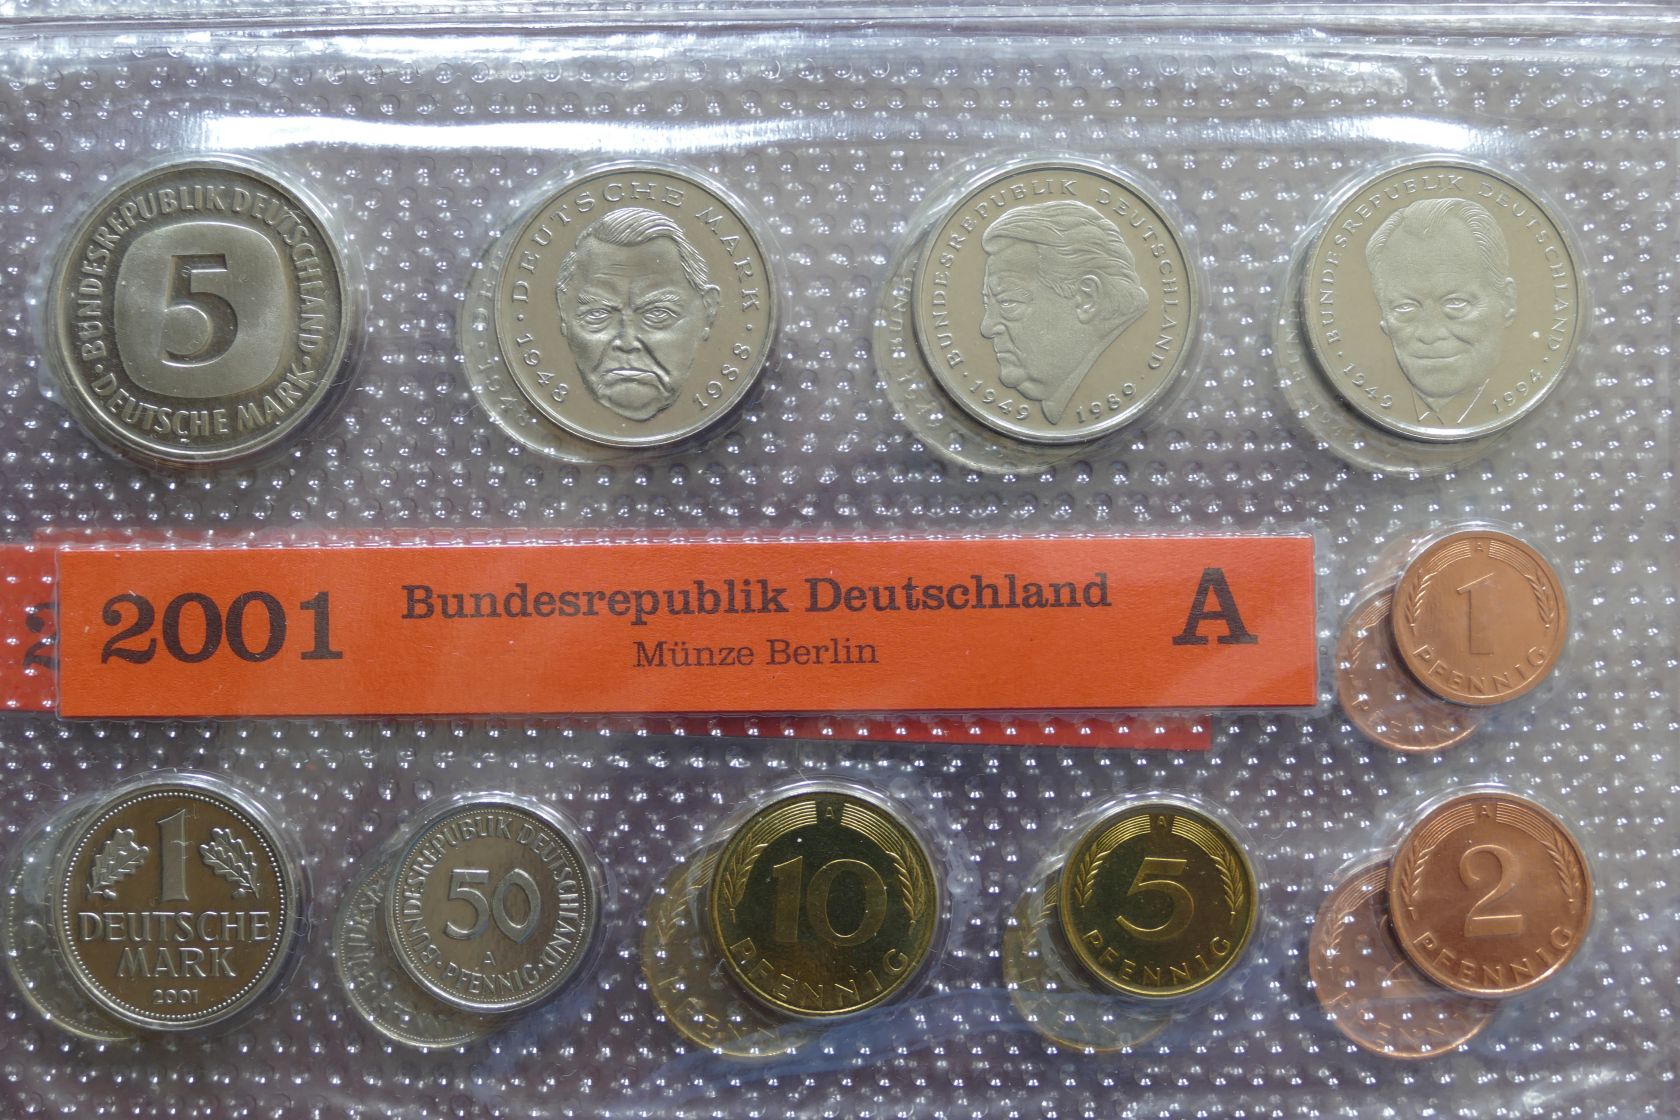 BUNDESREPUBLIK DEUTSCHLAND
5
DEUTSCHE MARK
DEUTSCHE MARK
1948 1988
BUNDESREPUBLIK DEUTSCHLAND
1949 1989
BUNDESREPUBLIK DEUTSCHLAND
1949 1994
2001
Bundesrepublik Deutschland
Münze Berlin
A
A
1
PFENNIG
1
DEUTSCHE
MARK
2001
BUNDESREPUBLIK DEUTSCHLAND
50
A
PFENNIG
A
10
PFENNIG
A
5
PFENNIG
A
2
PFENNIG